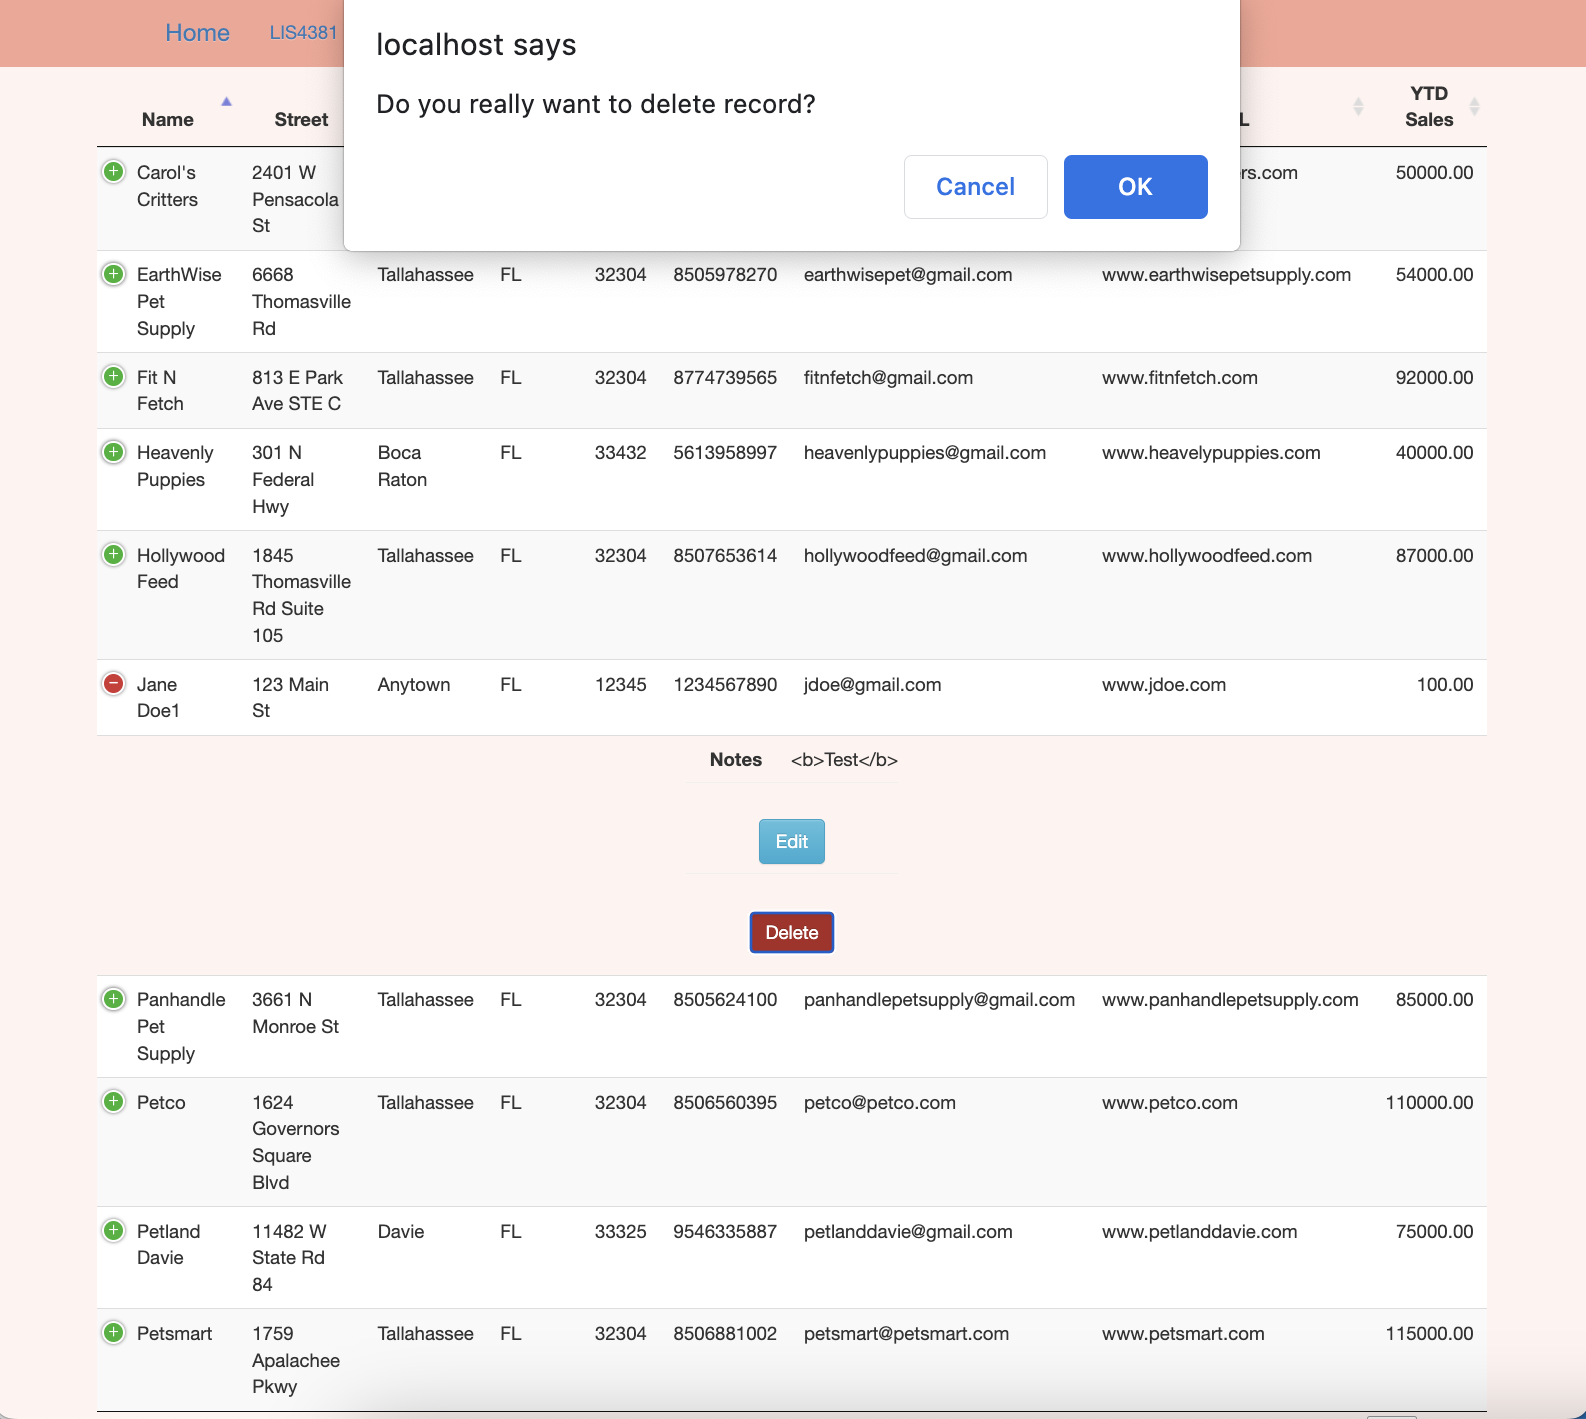 Home LIS4381
localhost says
Do you really want to delete record?
Cancel OK
Name Street L YTD
Sales
Carol's 2401 W rs.com 50000.00
Critters Pensacola
St
EarthWise 6668 Tallahassee FL 32304 8505978270 earthwisepet@gmail.com www.earthwisepetsupply.com 54000.00
Pet Thomasville
Supply Rd
Fit N 813 E Park Tallahassee FL 32304 8774739565 fitnfetch@gmail.com www.fitnfetch.com 92000.00
Fetch Ave STE C
Heavenly 301 N Boca FL 33432 5613958997 heavenlypuppies@gmail.com www.heavelypuppies.com 40000.00
Puppies Federal Raton
Hwy
Hollywood 1845 Tallahassee FL 32304 8507653614 hollywoodfeed@gmail.com www.hollywoodfeed.com 87000.00
Feed Thomasville
Rd Suite
105
Jane 123 Main Anytown FL 12345 1234567890 jdoe@gmail.com www.jdoe.com 100.00
Doe1 St
Notes <b>Test</b>
Edit
Delete
Panhandle 3661 N Tallahassee FL 32304 8505624100 panhandlepetsupply@gmail.com www.panhandlepetsupply.com 85000.00
Pet Monroe St
Supply
Petco 1624 Tallahassee FL 32304 8506560395 petco@petco.com www.petco.com 110000.00
Governors
Square
Blvd
Petland 11482 W Davie FL 33325 9546335887 petlanddavie@gmail.com www.petlanddavie.com 75000.00
Davie State Rd
84
Petsmart 1759 Tallahassee FL 32304 8506881002 petsmart@petsmart.com www.petsmart.com 115000.00
Apalachee
Pkwy